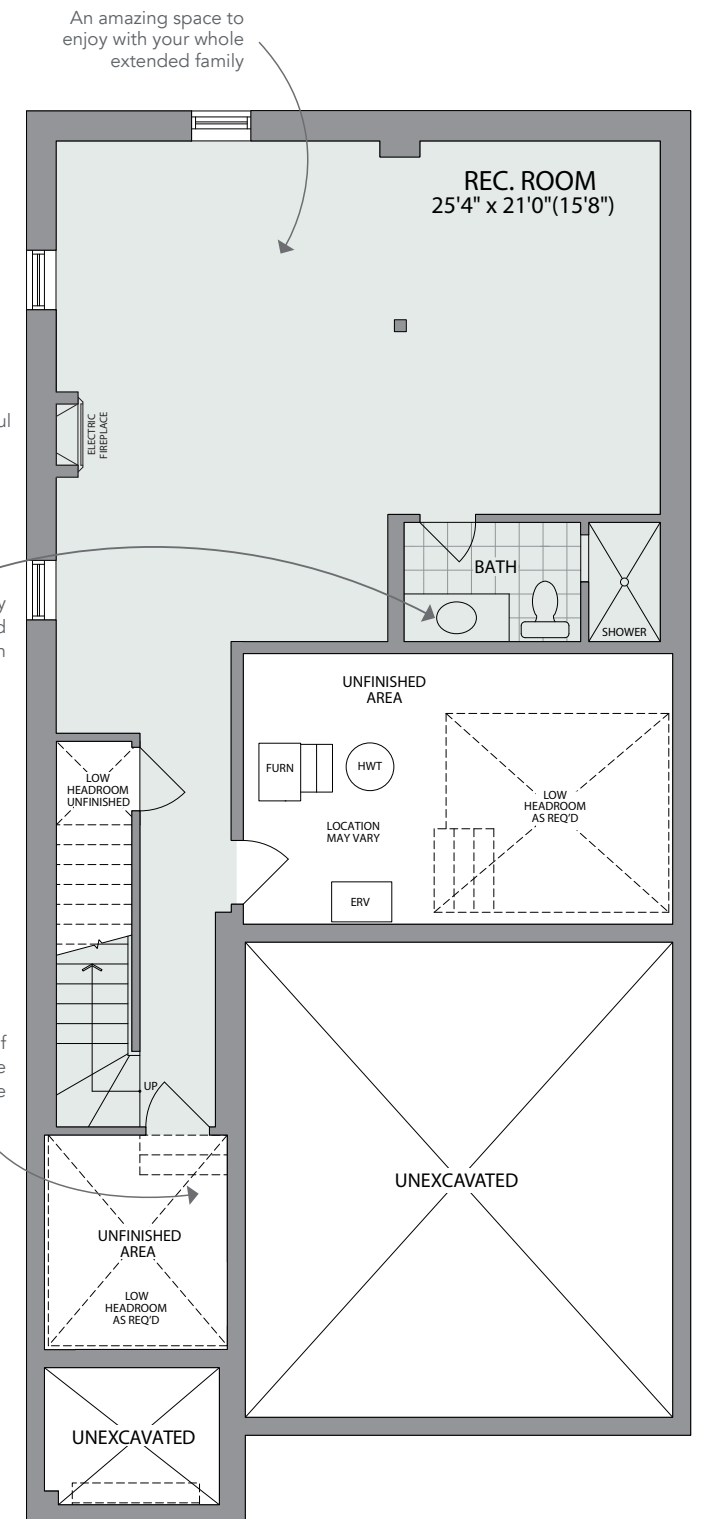 An amazing space to
enjoy with your whole
extended family
REC. ROOM
25'4" x 21'0"(15'8")
ELECTRIC
FIREPLACE
BATH
SHOWER
UNFINISHED
AREA
FURN
HWT
LOW
HEADROOM
UNFINISHED
LOW
HEADROOM
AS REQ'D
LOCATION
MAY VARY
ERV
UP
UNEXCAVATED
UNFINISHED
AREA
LOW
HEADROOM
AS REQ'D
UNEXCAVATED